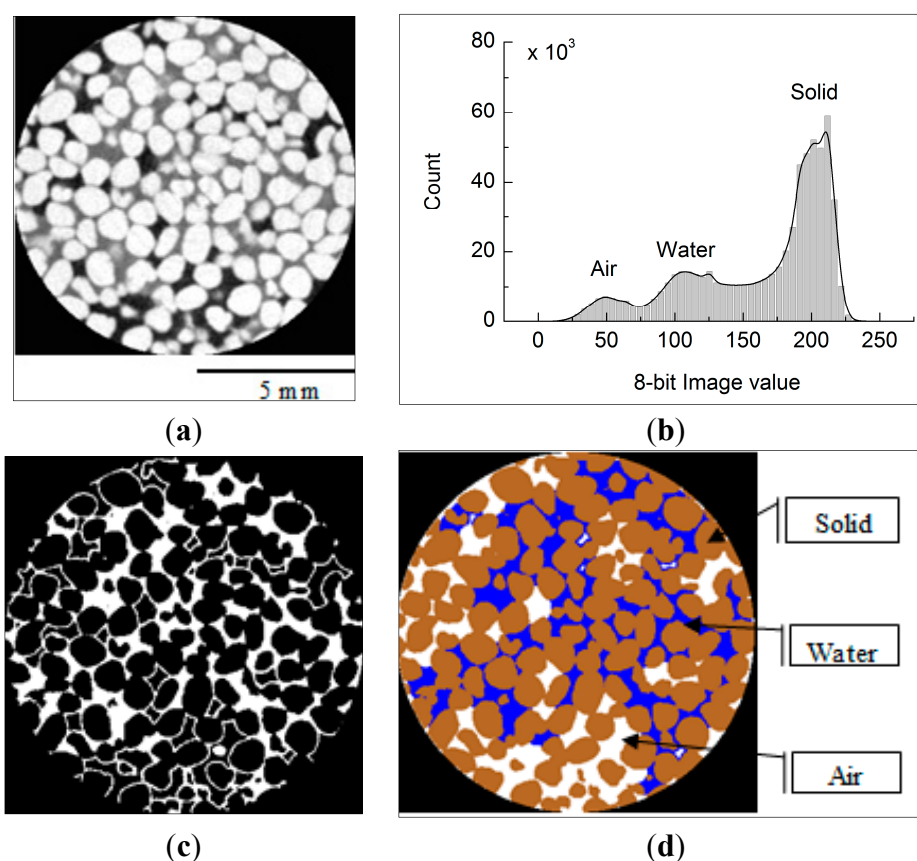 5 mm
(a)
x 10³
80
60
40
20
0
Count
Air
Water
Solid
0 50 100 150 200 250
8-bit Image value
(b)
(c)
Solid
Water
Air
(d)